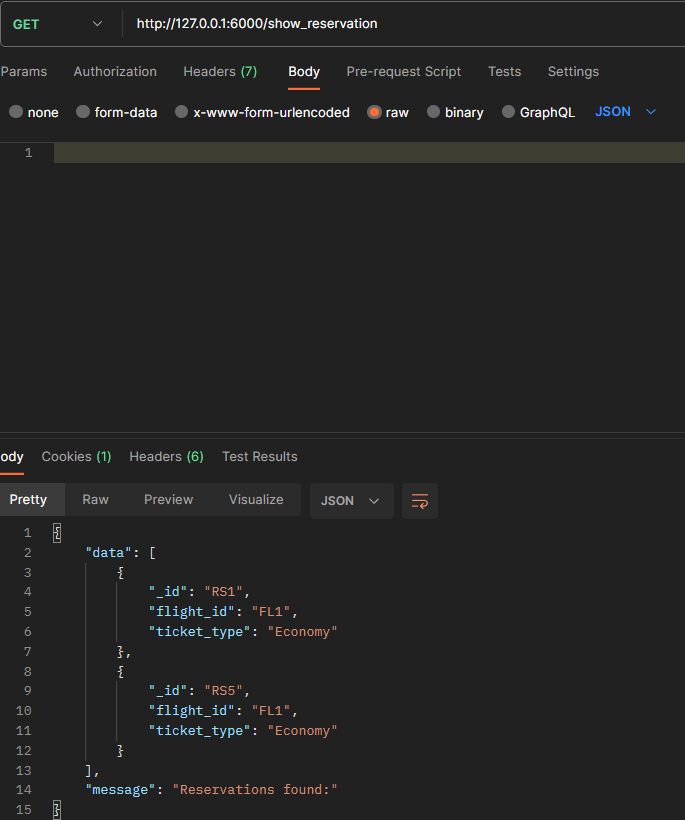 GET http://127.0.0.1:6000/show_reservation
Params Authorization Headers (7) Body Pre-request Script Tests Settings
none form-data x-www-form-urlencoded raw binary GraphQL JSON
1
ody Cookies (1) Headers (6) Test Results
Pretty Raw Preview Visualize JSON
1 {
2 "data": [
3 {
4 "_id": "RS1",
5 "flight_id": "FL1",
6 "ticket_type": "Economy"
7 },
8 {
9 "_id": "RS5",
10 "flight_id": "FL1",
11 "ticket_type": "Economy"
12 }
13 ],
14 "message": "Reservations found:"
15 }